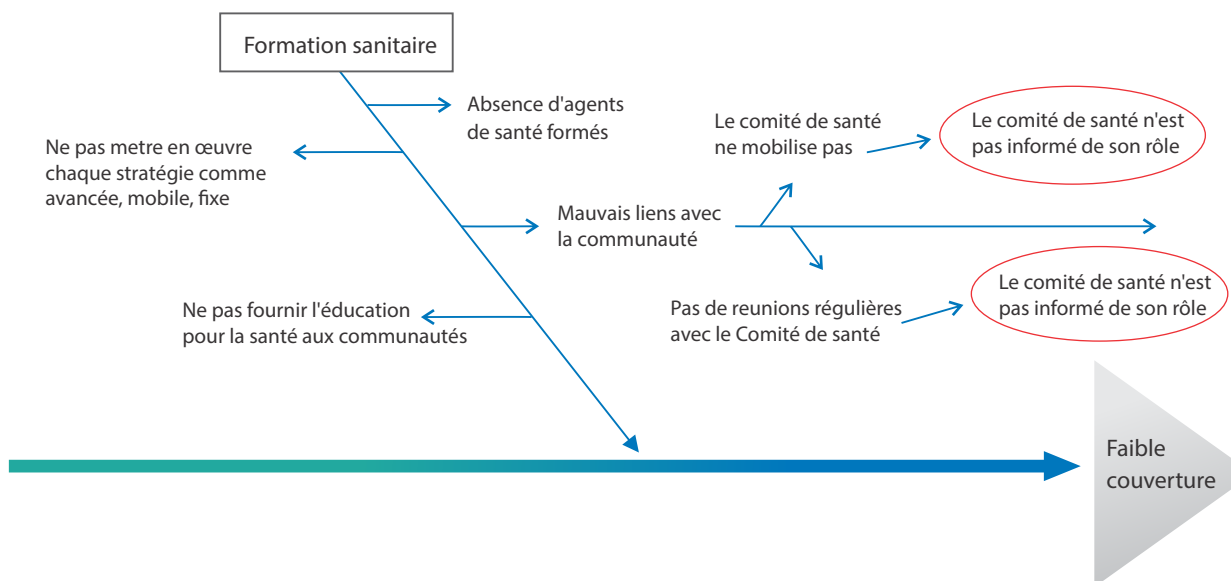 Formation sanitaire
Absence d'agents
de santé formés
Ne pas metre en œuvre
chaque stratégie comme
avancée, mobile, fixe
Le comité de santé
ne mobilise pas
Le comité de santé n'est
pas informé de son rôle
Mauvais liens avec
la communauté
Ne pas fournir l'éducation
pour la santé aux communautés
Pas de reunions régulières
avec le Comité de santé
Le comité de santé n'est
pas informé de son rôle
Faible
couverture